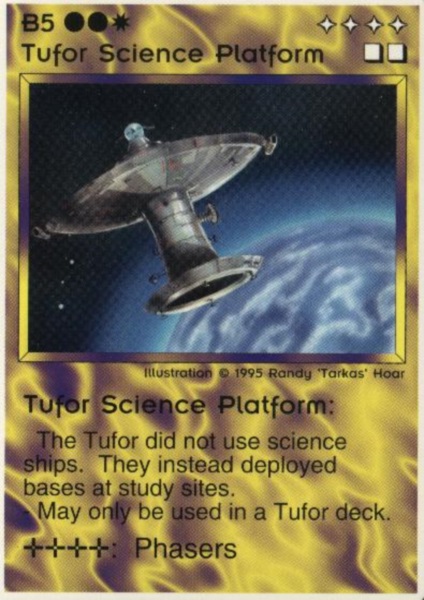 B5
Tufor Science Platform
Illustration © 1995 Randy 'Tarkas' Hoar
Tufor Science Platform:
The Tufor did not use science
ships. They instead deployed
bases at study sites.
- May only be used in a Tufor deck.
: Phasers